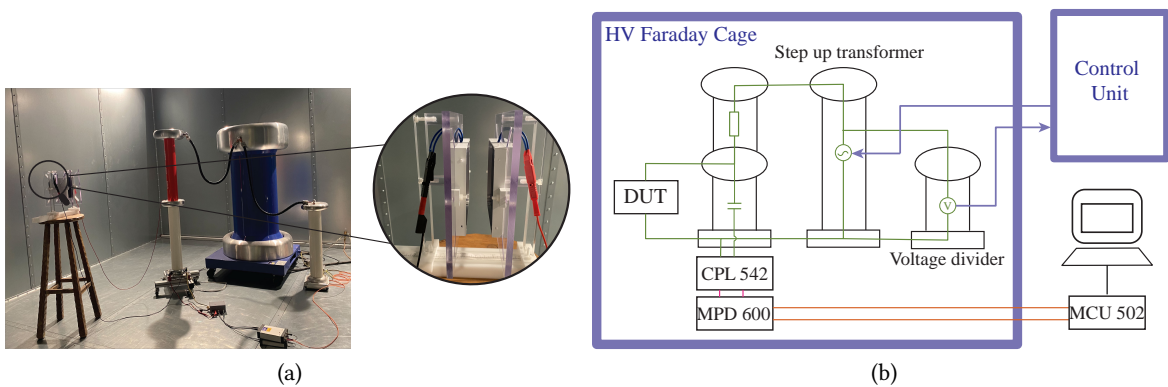 HV Faraday Cage
Step up transformer
Control
Unit
DUT
V
Voltage divider
CPL 542
MPD 600
MCU 502
(a)
(b)